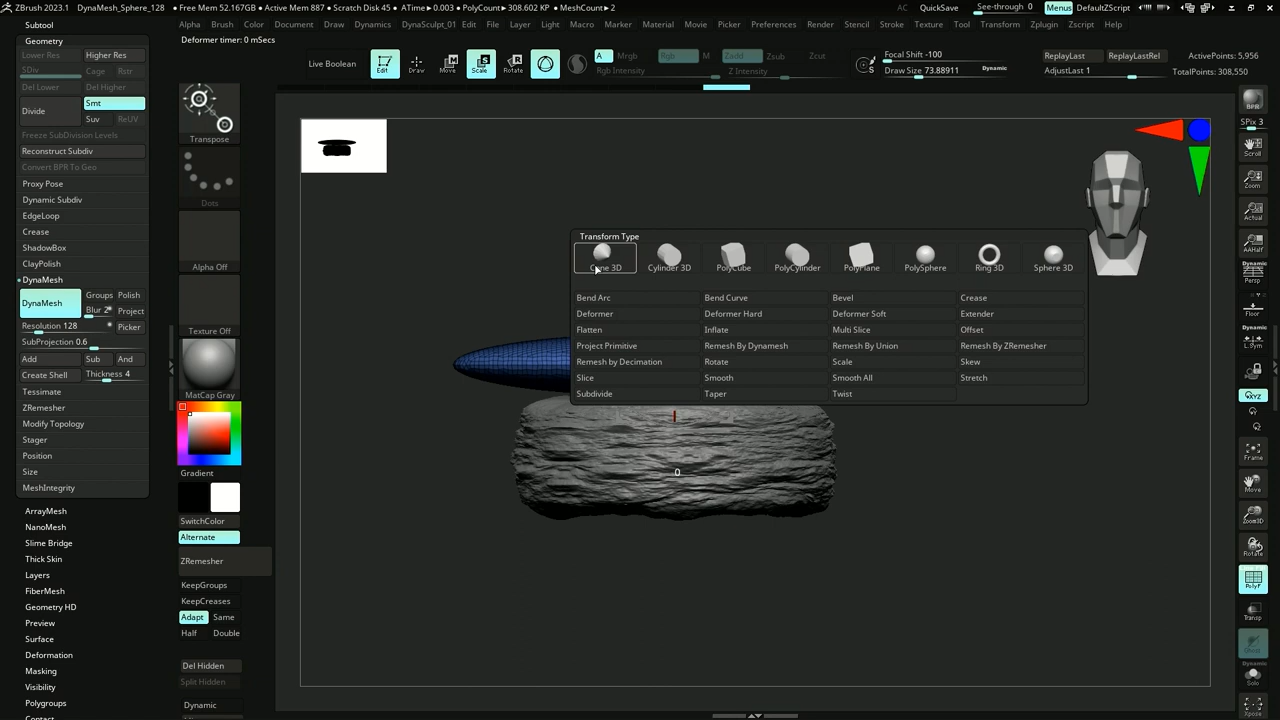 ZBrush 2023.1 DynaMesh_Sphere_128 • Free Mem 52.167GB • Active Mem 887 • Scratch Disk 45 • ATime▸0.003 • PolyCount▸308.602 KP • MeshCount▸2 AC QuickSave See-through 0 Menus DefaultZScript
Subtool Alpha Brush Color Document Draw Dynamics DynaSculpt_01 Edit File Layer Light Macro Marker Material Movie Picker Preferences Render Stencil Stroke Texture Tool Transform Zplugin Zscript Help
Geometry Deformer timer: 0 mSecs
Lower Res Higher Res
SDiv Cage Rstr
Del Lower Del Higher
Divide Smt
Suv ReUV
Freeze SubDivision Levels
Reconstruct Subdiv
Convert BPR To Geo
Proxy Pose
Dynamic Subdiv
EdgeLoop
Crease
ShadowBox
ClayPolish
DynaMesh
DynaMesh Groups Polish
Blur 2 Project
Resolution 128 Picker
SubProjection 0.6
Add Sub And
Create Shell Thickness 4
Tessimate
ZRemesher
Modify Topology
Stager
Position
Size
MeshIntegrity
ArrayMesh
NanoMesh
Slime Bridge
Thick Skin
Layers
FiberMesh
Geometry HD
Preview
Surface
Deformation
Masking
Visibility
Polygroups
Contact
Transpose
Dots
Alpha Off
Texture Off
MatCap Gray
Gradient
SwitchColor
Alternate
ZRemesher
KeepGroups
KeepCreases
Adapt Same
Half Double
Del Hidden
Split Hidden
Dynamic
Live Boolean Edit Draw Move Scale Rotate
A Mrgb Rgb M Zadd Zsub Zcut
Rgb Intensity Z Intensity
S Focal Shift -100
Draw Size 73.88911 Dynamic
ReplayLast ReplayLastRel
AdjustLast 1
ActivePoints: 5,956
TotalPoints: 308,550
Transform Type
Cone 3D Cylinder 3D PolyCube PolyCylinder PolyPlane PolySphere Ring 3D Sphere 3D
Bend Arc Bend Curve Bevel Crease
Deformer Deformer Hard Deformer Soft Extender
Flatten Inflate Multi Slice Offset
Project Primitive Remesh By Dynamesh Remesh By Union Remesh By ZRemesher
Remesh by Decimation Rotate Scale Skew
Slice Smooth Smooth All Stretch
Subdivide Taper Twist
0
BPR
SPix 3
Scroll
Zoom
Actual
AAHalf
Dynamic
Persp
Floor
L.Sym
xyz
Frame
Move
Zoom3D
Rotate
PolyF
Transp
Ghost
Dynamic
Solo
Xpose